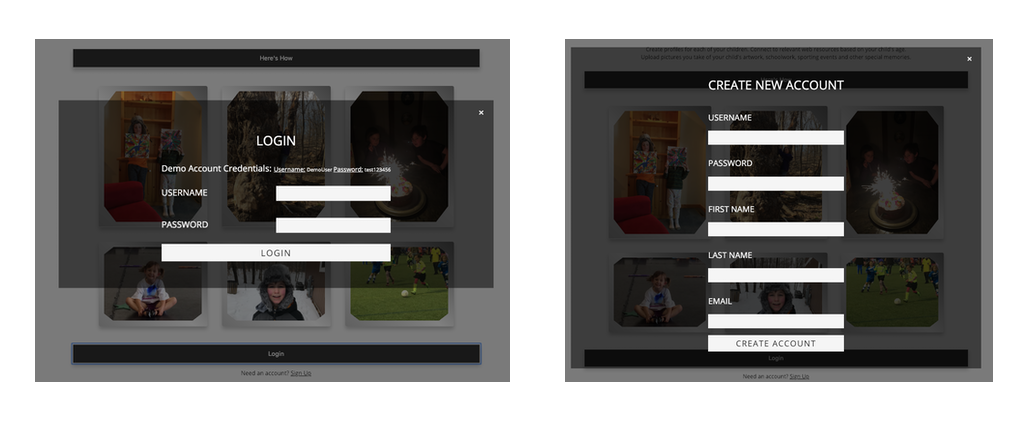 Here's How
LOGIN
Demo Account Credentials: Username: DemoUser Password: test123456
USERNAME
PASSWORD
LOGIN
Login
Need an account? Sign Up
Create profiles for each of your children. Connect to relevant web resources based on your child's age.
Upload pictures you take of your child's artwork, schoolwork, sporting events and other special memories.
CREATE NEW ACCOUNT
USERNAME
PASSWORD
FIRST NAME
LAST NAME
EMAIL
CREATE ACCOUNT
Login
Need an account? Sign Up